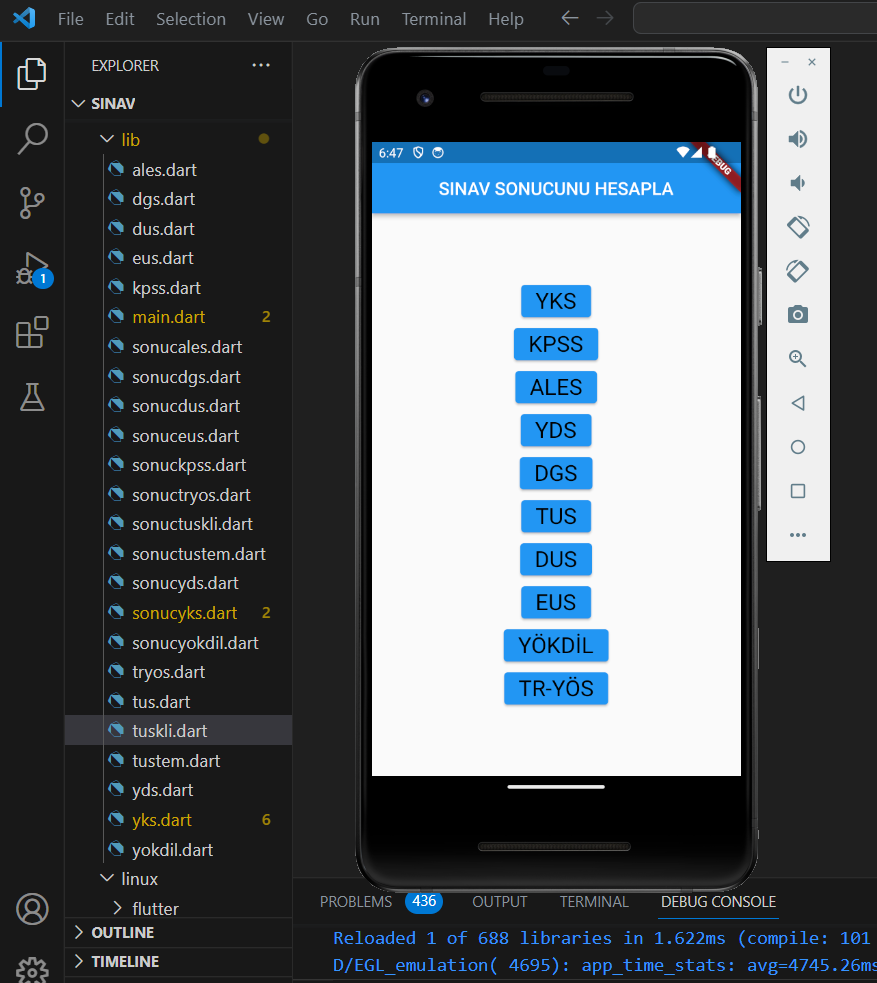 File Edit Selection View Go Run Terminal Help
EXPLORER
SINAV
lib
ales.dart
dgs.dart
dus.dart
eus.dart
kpss.dart
main.dart 2
sonucales.dart
sonucdgs.dart
sonucdus.dart
sonuceus.dart
sonuckpss.dart
sonuctryos.dart
sonuctuskli.dart
sonuctustem.dart
sonucyds.dart
sonucyks.dart 2
sonucyokdil.dart
tryos.dart
tus.dart
tuskli.dart
tustem.dart
yds.dart
yks.dart 6
yokdil.dart
linux
flutter
OUTLINE
TIMELINE
1
6:47
DEBUG
SINAV SONUCUNU HESAPLA
YKS
KPSS
ALES
YDS
DGS
TUS
DUS
EUS
YÖKDİL
TR-YÖS
PROBLEMS 436 OUTPUT TERMINAL DEBUG CONSOLE
Reloaded 1 of 688 libraries in 1.622ms (compile: 101
D/EGL_emulation( 4695): app_time_stats: avg=4745.26ms